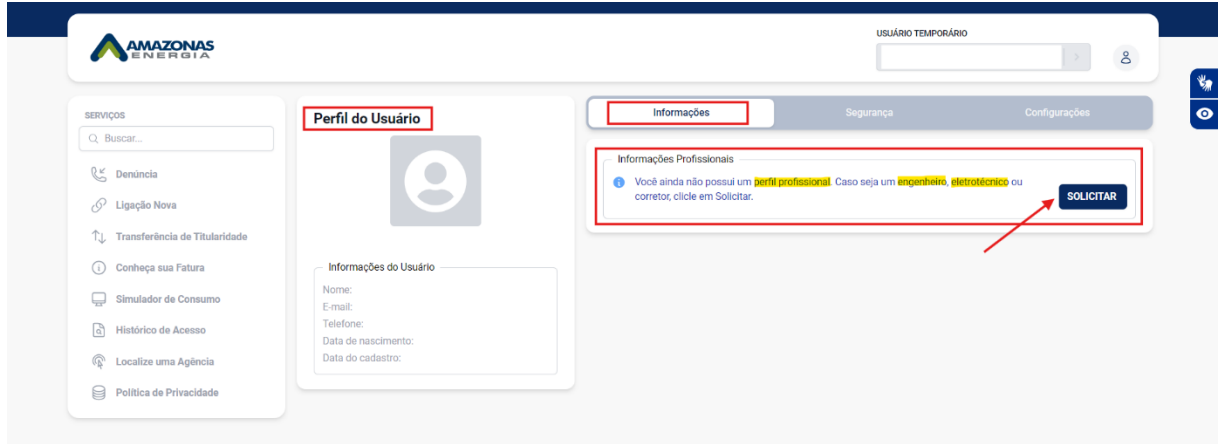 AMAZONAS
ENERGIA
USUÁRIO TEMPORÁRIO
SERVIÇOS
Buscar...
Denúncia
Ligação Nova
Transferência de Titularidade
Conheça sua Fatura
Simulador de Consumo
Histórico de Acesso
Localize uma Agência
Política de Privacidade
Perfil do Usuário
Informações do Usuário
Nome:
E-mail:
Telefone:
Data de nascimento:
Data do cadastro:
Informações
Segurança
Configurações
Informações Profissionais
Você ainda não possui um perfil profissional. Caso seja um engenheiro, eletrotécnico ou
corretor, clicle em Solicitar.
SOLICITAR